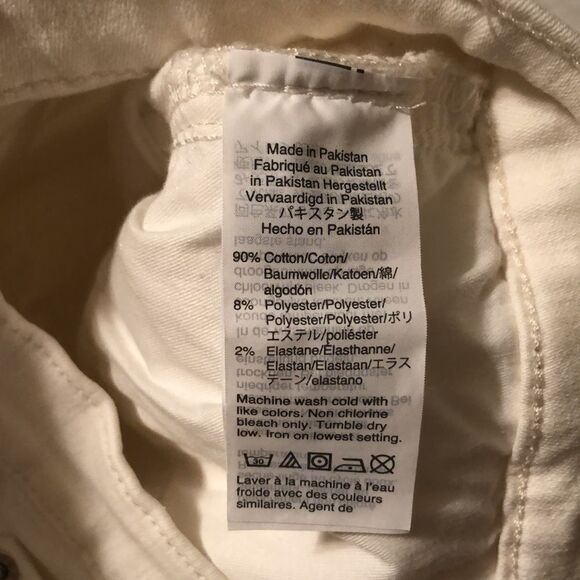 Made in Pakistan
Fabriqué au Pakistan
in Pakistan Hergestellt
Vervaardigd in Pakistan
パキスタン製
Hecho en Pakistán
90% Cotton/Coton/
Baumwolle/Katoen/綿/
algodón
8% Polyester/Polyester/
Polyester/Polyester/ポリ
エステル/poliéster
2% Elastane/Élasthanne/
Elastan/Elastaan/エラス
テーン/elastano
Machine wash cold with
like colors. Non chlorine
bleach only. Tumble dry
low. Iron on lowest setting.
30
Laver à la machine à l'eau
froide avec des couleurs
similaires. Agent de